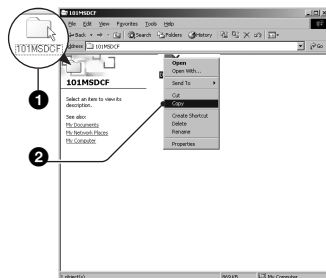 101MSDCF
File Edit View Favorites Tools Help
Back Search Folders History
Address 101MSDCF Go
101MSDCF
1
101MSDCF
Select an item to view its
description.
See also:
My Documents
My Network Places
My Computer
Open
Open With...
Send To
Cut
Copy
Create Shortcut
Delete
Rename
Properties
2
1 object(s) My Computer